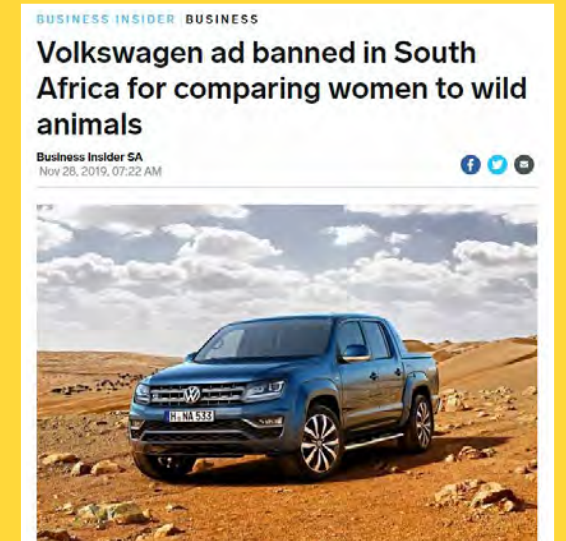 BUSINESS INSIDER BUSINESS
Volkswagen ad banned in South
Africa for comparing women to wild
animals
Business Insider SA
Nov 28, 2019, 07:22 AM
H·NA 533